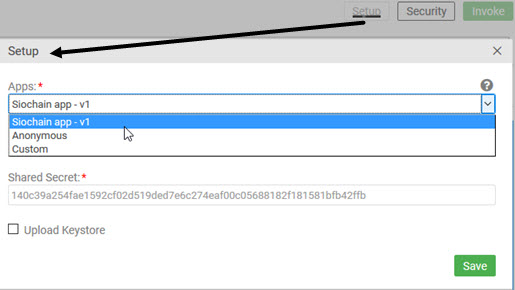 Setup Security Invoke
Setup
Apps:*
Siochain app - v1
Siochain app - v1
Anonymous
Custom
Shared Secret:*
140c39a254fae1592cf02d519ded7e6c274eaf00c05688182f181581bfb42ffb
Upload Keystore
Save